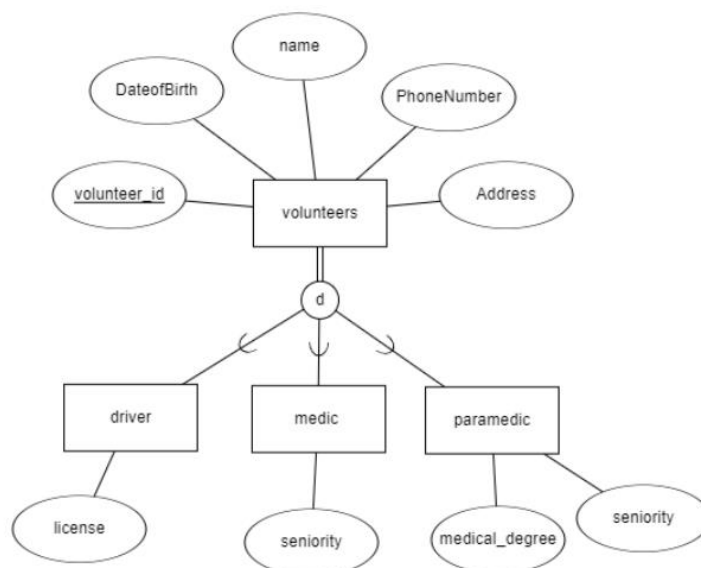 name
DateofBirth
PhoneNumber
volunteer_id
Address
volunteers
d
driver
medic
paramedic
license
seniority
medical_degree
seniority